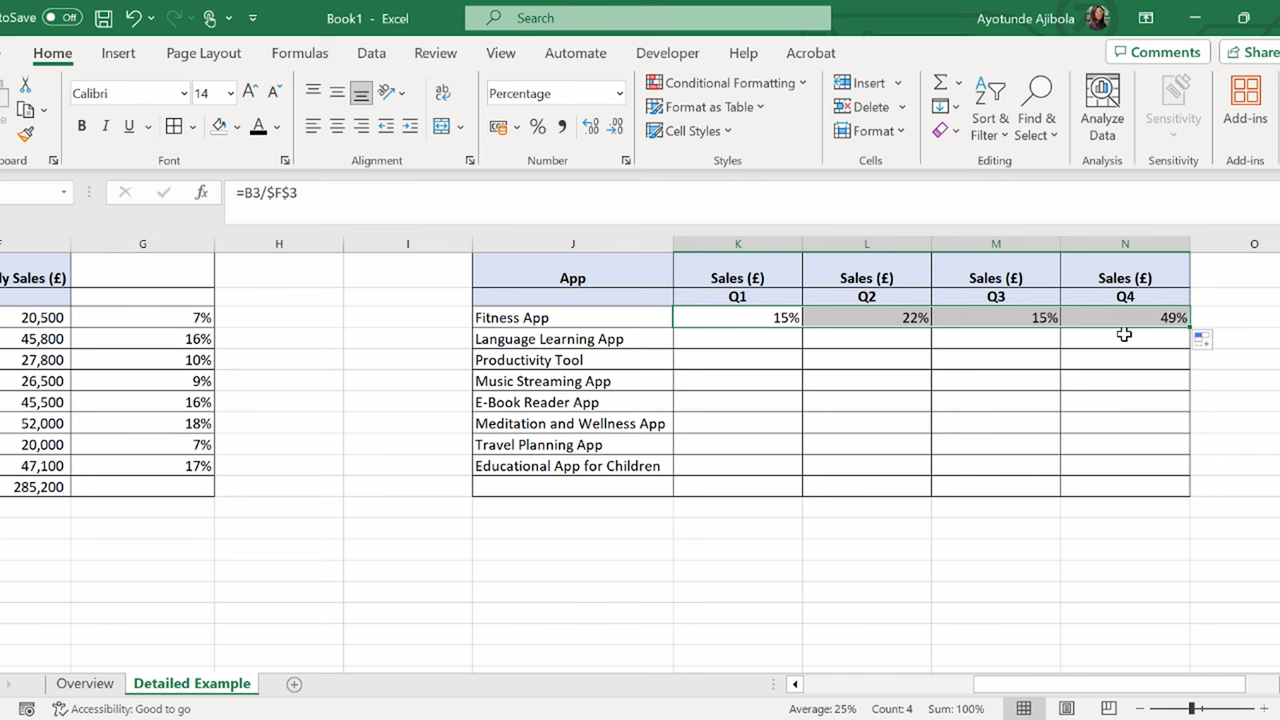 oSave Off Book1 - Excel Search Ayotunde Ajibola
Home Insert Page Layout Formulas Data Review View Automate Developer Help Acrobat Comments Share
Calibri 14 Percentage
B I U
Conditional Formatting
Format as Table
Cell Styles
Insert
Delete
Format
Sort & Filter
Find & Select
Analyze Data
Sensitivity
Add-ins
board Font Alignment Number Styles Cells Editing Analysis Sensitivity Add-ins
fx =B3/$F$3
F G H I J K L M N O
ly Sales (£) App Sales (£) Sales (£) Sales (£) Sales (£)
Q1 Q2 Q3 Q4
20,500 7% Fitness App 15% 22% 15% 49%
45,800 16% Language Learning App
27,800 10% Productivity Tool
26,500 9% Music Streaming App
45,500 16% E-Book Reader App
52,000 18% Meditation and Wellness App
20,000 7% Travel Planning App
47,100 17% Educational App for Children
285,200
Overview Detailed Example
Accessibility: Good to go Average: 25% Count: 4 Sum: 100%